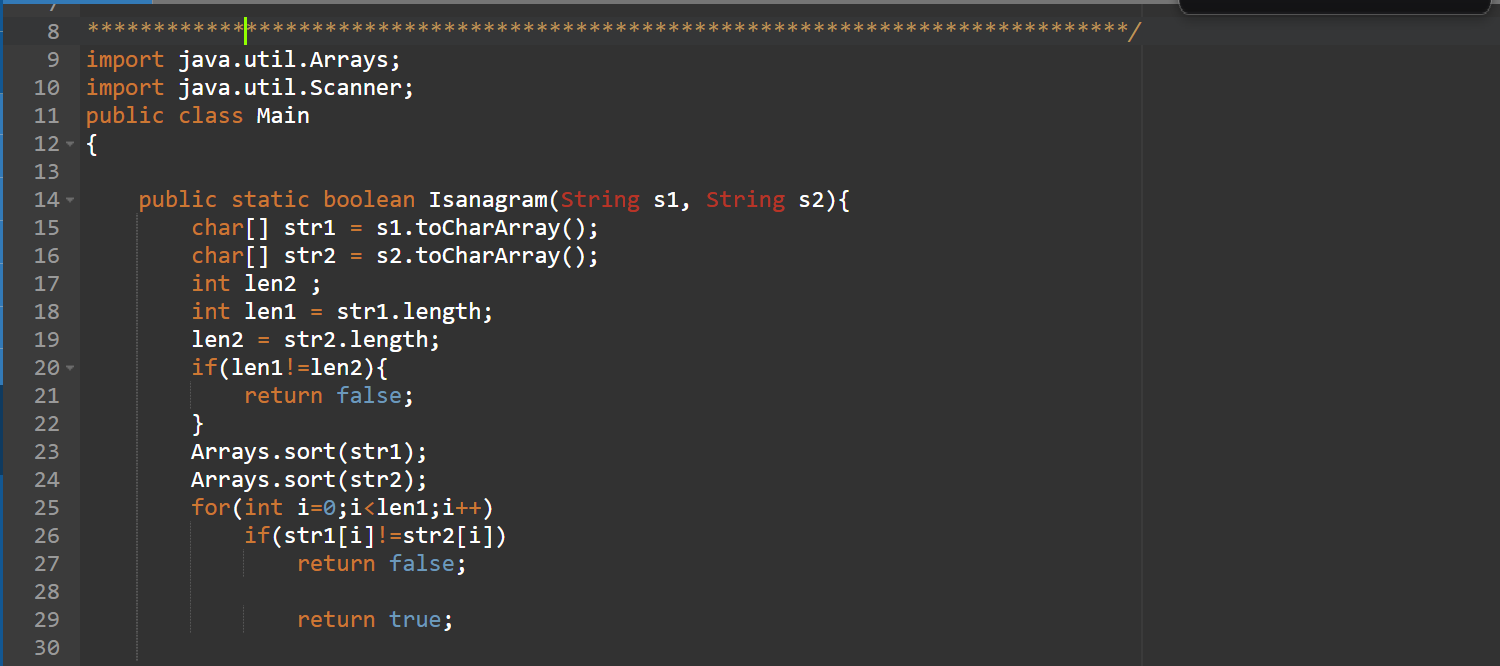 8 *******************************************************************************/
9 import java.util.Arrays;
10 import java.util.Scanner;
11 public class Main
12 {
13
14     public static boolean Isanagram(String s1, String s2){
15         char[] str1 = s1.toCharArray();
16         char[] str2 = s2.toCharArray();
17         int len2 ;
18         int len1 = str1.length;
19         len2 = str2.length;
20         if(len1!=len2){
21             return false;
22         }
23         Arrays.sort(str1);
24         Arrays.sort(str2);
25         for(int i=0;i<len1;i++)
26             if(str1[i]!=str2[i])
27                 return false;
28
29                 return true;
30